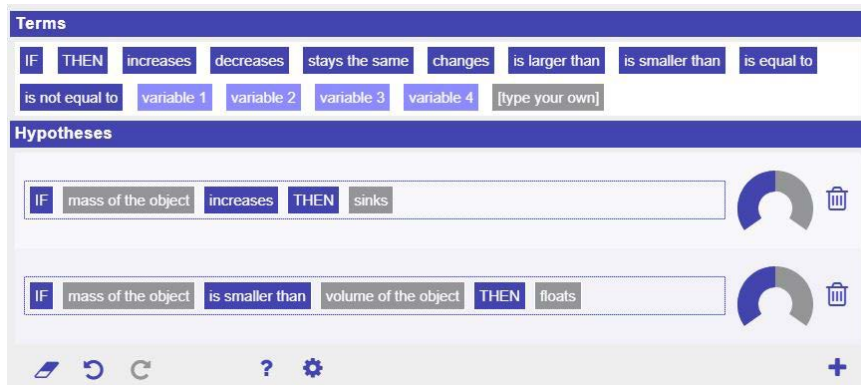 Terms
IF THEN increases decreases stays the same changes is larger than is smaller than is equal to
is not equal to variable 1 variable 2 variable 3 variable 4 [type your own]
Hypotheses
IF mass of the object increases THEN sinks
IF mass of the object is smaller than volume of the object THEN floats
?